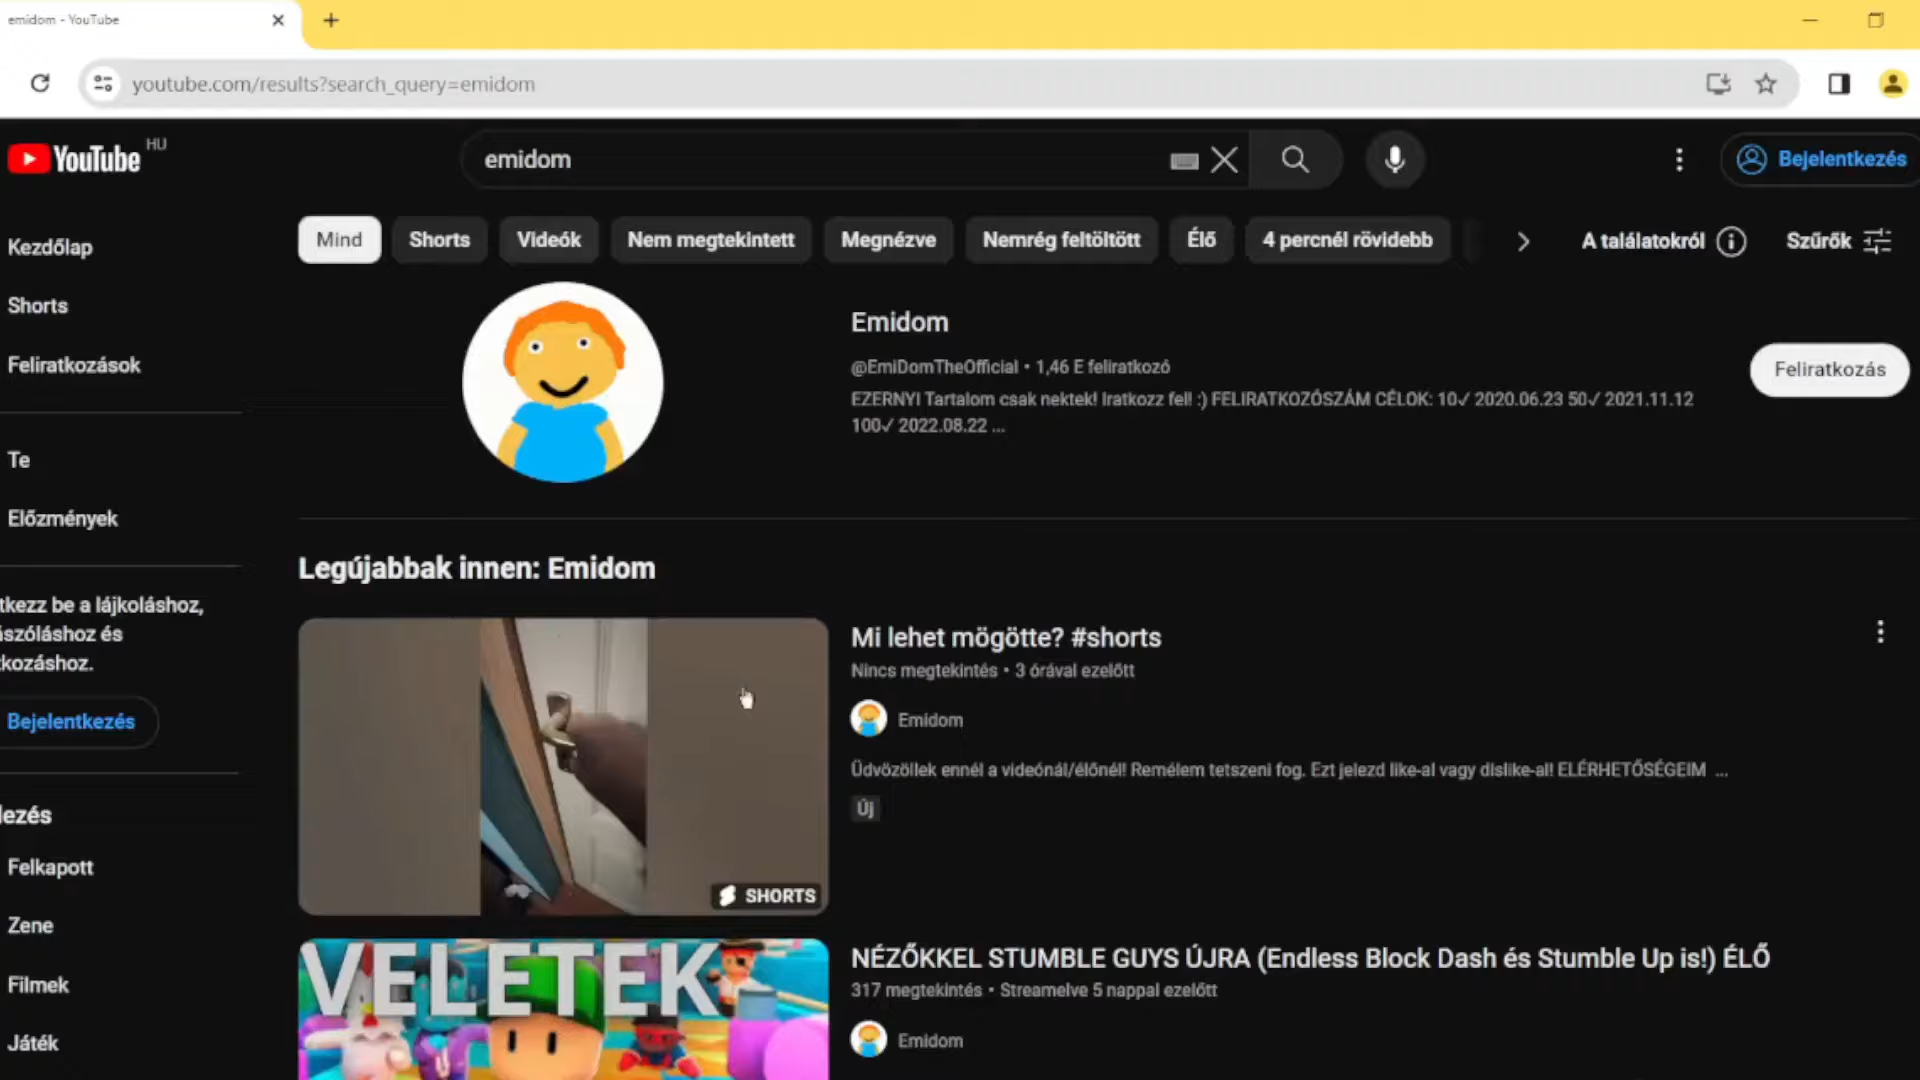 emidom - YouTube
youtube.com/results?search_query=emidom
YouTube HU
emidom
Bejelentkezés
Mind
Shorts
Videók
Nem megtekintett
Megnézve
Nemrég feltöltött
Élő
4 percnél rövidebb
A találatokról
Szűrők
Kezdőlap
Shorts
Feliratkozások
Te
Előzmények
tkezz be a lájkoláshoz,
ászóláshoz és
tkozáshoz.
Bejelentkezés
lezés
Felkapott
Zene
Filmek
Játék
Emidom
@EmiDomTheOfficial • 1,46 E feliratkozó
EZERNYI Tartalom csak nektek! Iratkozz fel! :) FELIRATKOZÓSZÁM CÉLOK: 10✓ 2020.06.23 50✓ 2021.11.12
100✓ 2022.08.22 ...
Feliratkozás
Legújabbak innen: Emidom
SHORTS
Mi lehet mögötte? #shorts
Nincs megtekintés • 3 órával ezelőtt
Emidom
Üdvözöllek ennél a videónál/élőnél! Remélem tetszeni fog. Ezt jelezd like-al vagy dislike-al! ELÉRHETŐSÉGEIM ...
Új
VELETEK
NÉZŐKKEL STUMBLE GUYS ÚJRA (Endless Block Dash és Stumble Up is!) ÉLŐ
317 megtekintés • Streamelve 5 nappal ezelőtt
Emidom